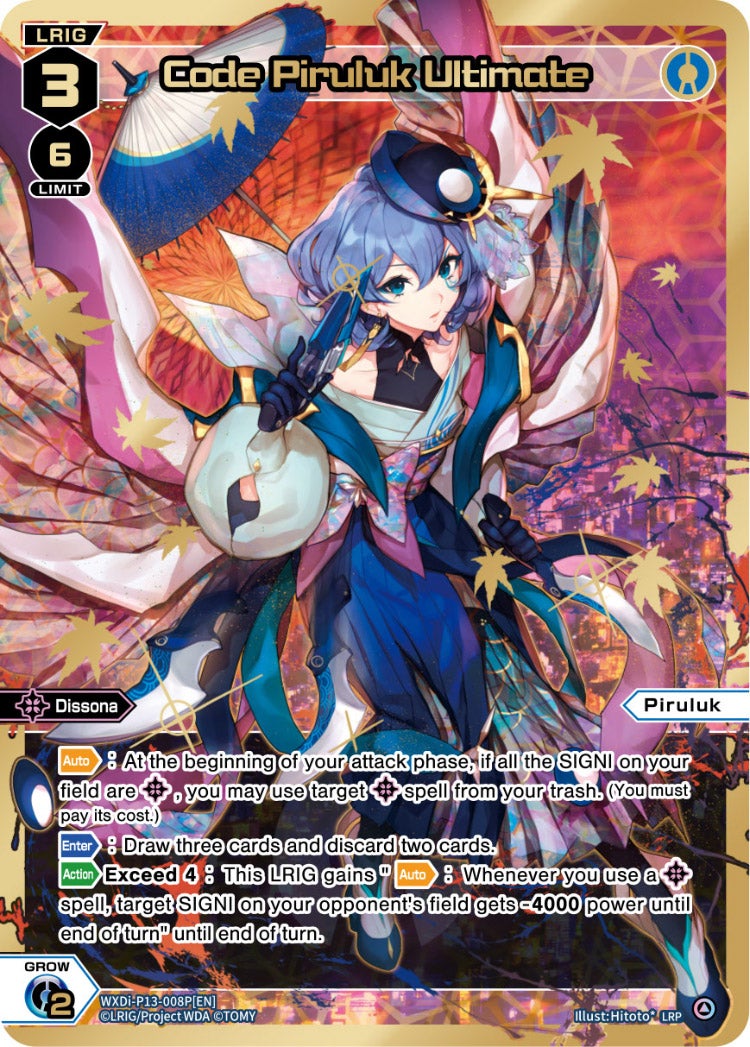 LRIG
3
Code Piruluk Ultimate
6
LIMIT
Dissona
Piruluk
Auto : At the beginning of your attack phase, if all the SIGNI on your
field are , you may use target spell from your trash. (You must
pay its cost.)
Enter : Draw three cards and discard two cards.
Action Exceed 4 : This LRIG gains " Auto : Whenever you use a
spell, target SIGNI on your opponent's field gets -4000 power until
end of turn" until end of turn.
GROW
2
WXDi-P13-008P[EN]
©LRIG/Project WDA ©TOMY
Illust:Hitoto* LRP